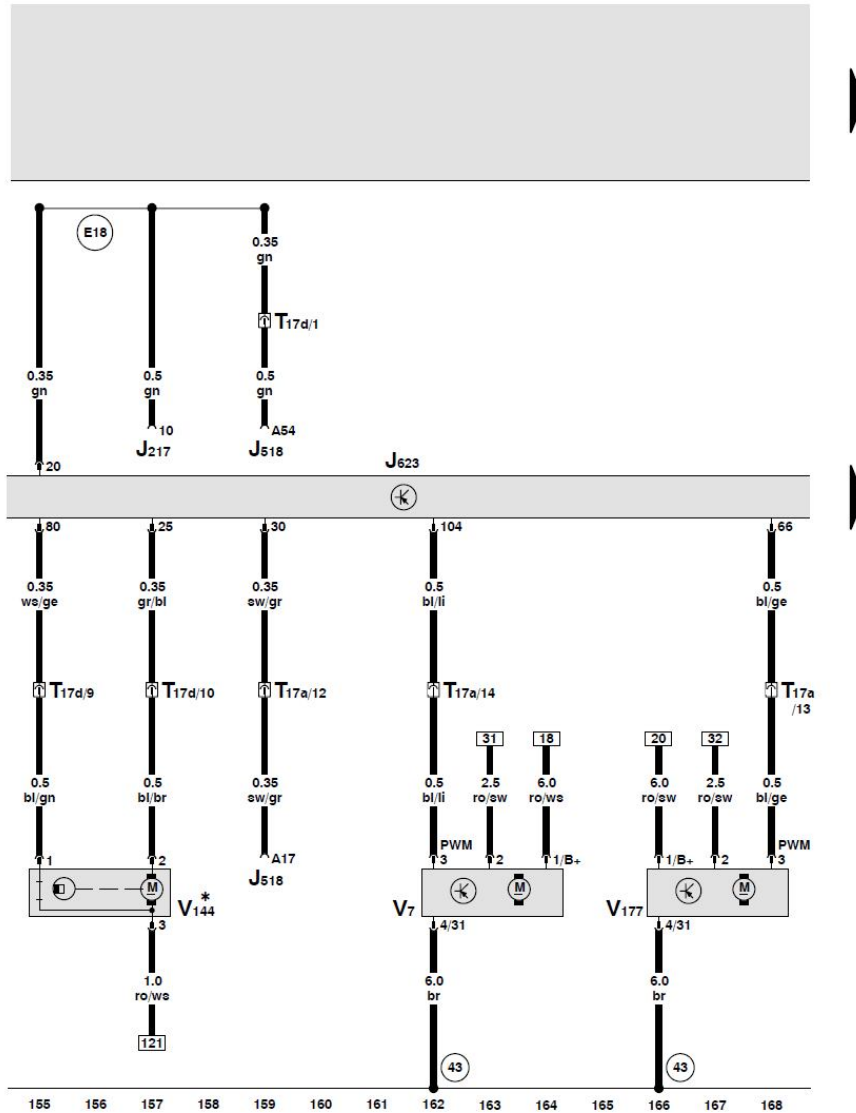 E18
0.35
gn
T17d/1
0.35
gn
0.5
gn
0.5
gn
10
A54
J217
J518
J623
20
80
25
30
104
66
0.35
ws/ge
0.35
gr/bl
0.35
sw/gr
0.5
bl/li
0.5
bl/ge
T17d/9
T17d/10
T17a/12
T17a/14
T17a
/13
31
18
20
32
0.5
bl/gn
0.5
bl/br
0.35
sw/gr
0.5
bl/li
2.5
ro/sw
6.0
ro/ws
6.0
ro/sw
2.5
ro/sw
0.5
bl/ge
PWM
PWM
1
2
A17
3
2
1/B+
1/B+
2
3
J518
M
V144*
V7
M
V177
M
3
4/31
4/31
1.0
ro/ws
6.0
br
6.0
br
121
43
43
155 156 157 158 159 160 161 162 163 164 165 166 167 168